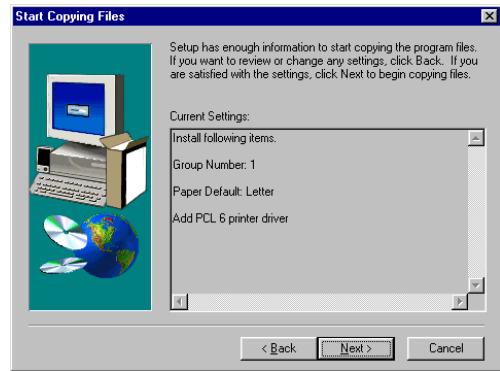 Start Copying Files
Setup has enough information to start copying the program files.
If you want to review or change any settings, click Back. If you
are satisfied with the settings, click Next to begin copying files.
Current Settings:
Install following items.
Group Number: 1
Paper Default: Letter
Add PCL 6 printer driver
< Back
Next >
Cancel